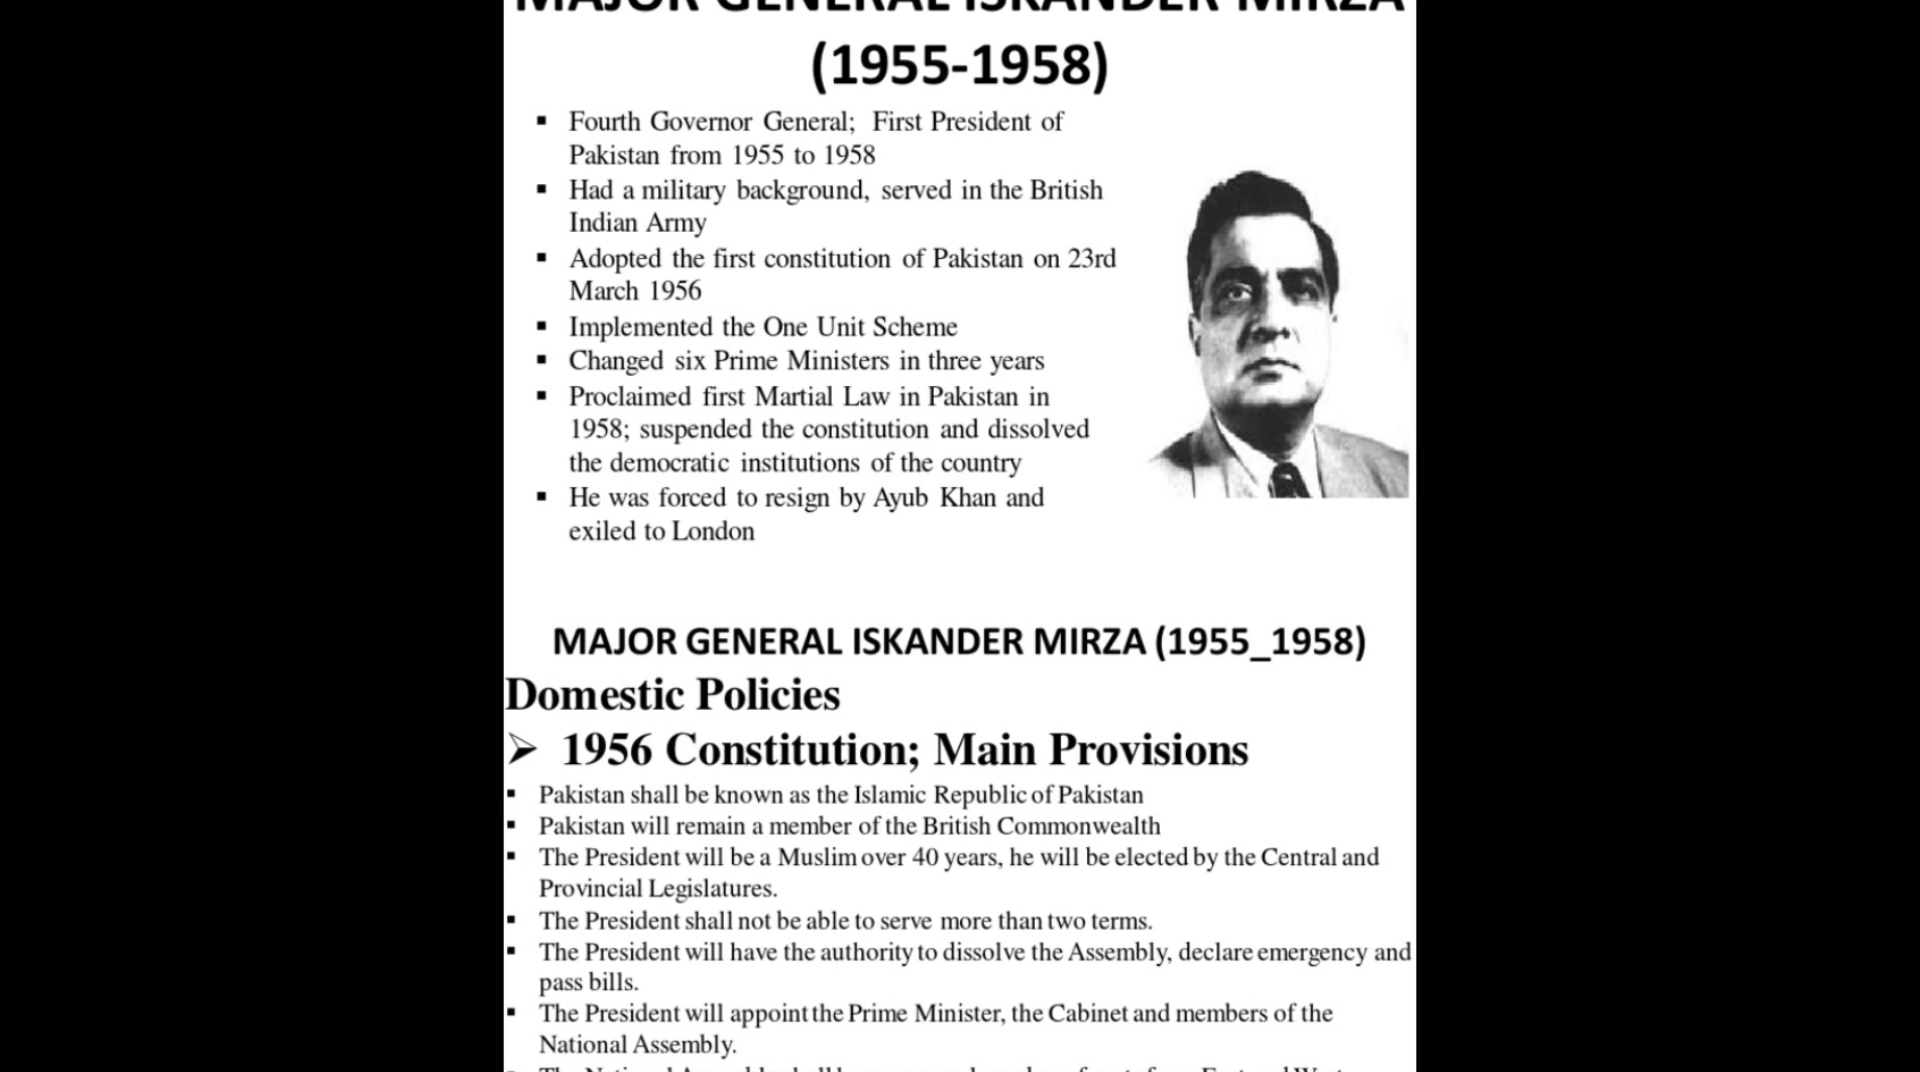 MAJOR GENERAL ISKANDER MIRZA
(1955-1958)
▪ Fourth Governor General; First President of
Pakistan from 1955 to 1958
▪ Had a military background, served in the British
Indian Army
▪ Adopted the first constitution of Pakistan on 23rd
March 1956
▪ Implemented the One Unit Scheme
▪ Changed six Prime Ministers in three years
▪ Proclaimed first Martial Law in Pakistan in
1958; suspended the constitution and dissolved
the democratic institutions of the country
▪ He was forced to resign by Ayub Khan and
exiled to London
MAJOR GENERAL ISKANDER MIRZA (1955_1958)
Domestic Policies
➢ 1956 Constitution; Main Provisions
▪ Pakistan shall be known as the Islamic Republic of Pakistan
▪ Pakistan will remain a member of the British Commonwealth
▪ The President will be a Muslim over 40 years, he will be elected by the Central and
Provincial Legislatures.
▪ The President shall not be able to serve more than two terms.
▪ The President will have the authority to dissolve the Assembly, declare emergency and
pass bills.
▪ The President will appoint the Prime Minister, the Cabinet and members of the
National Assembly.